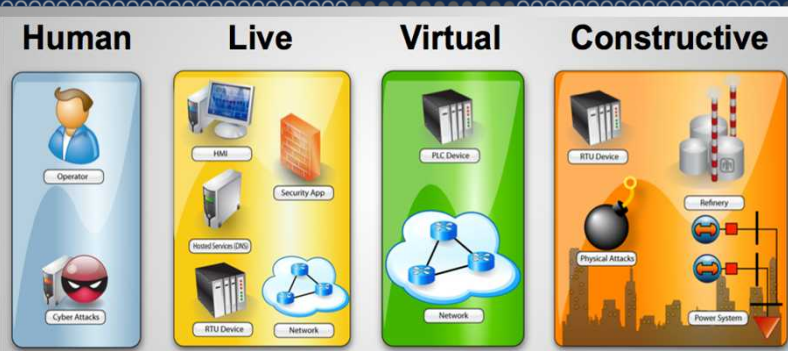 Human
Live
Virtual
Constructive
Operator
Cyber Attacks
HMI
Security App
Hosted Services (DNS)
RTU Device
Network
PLC Device
Network
RTU Device
Refinery
Physical Attacks
Power System